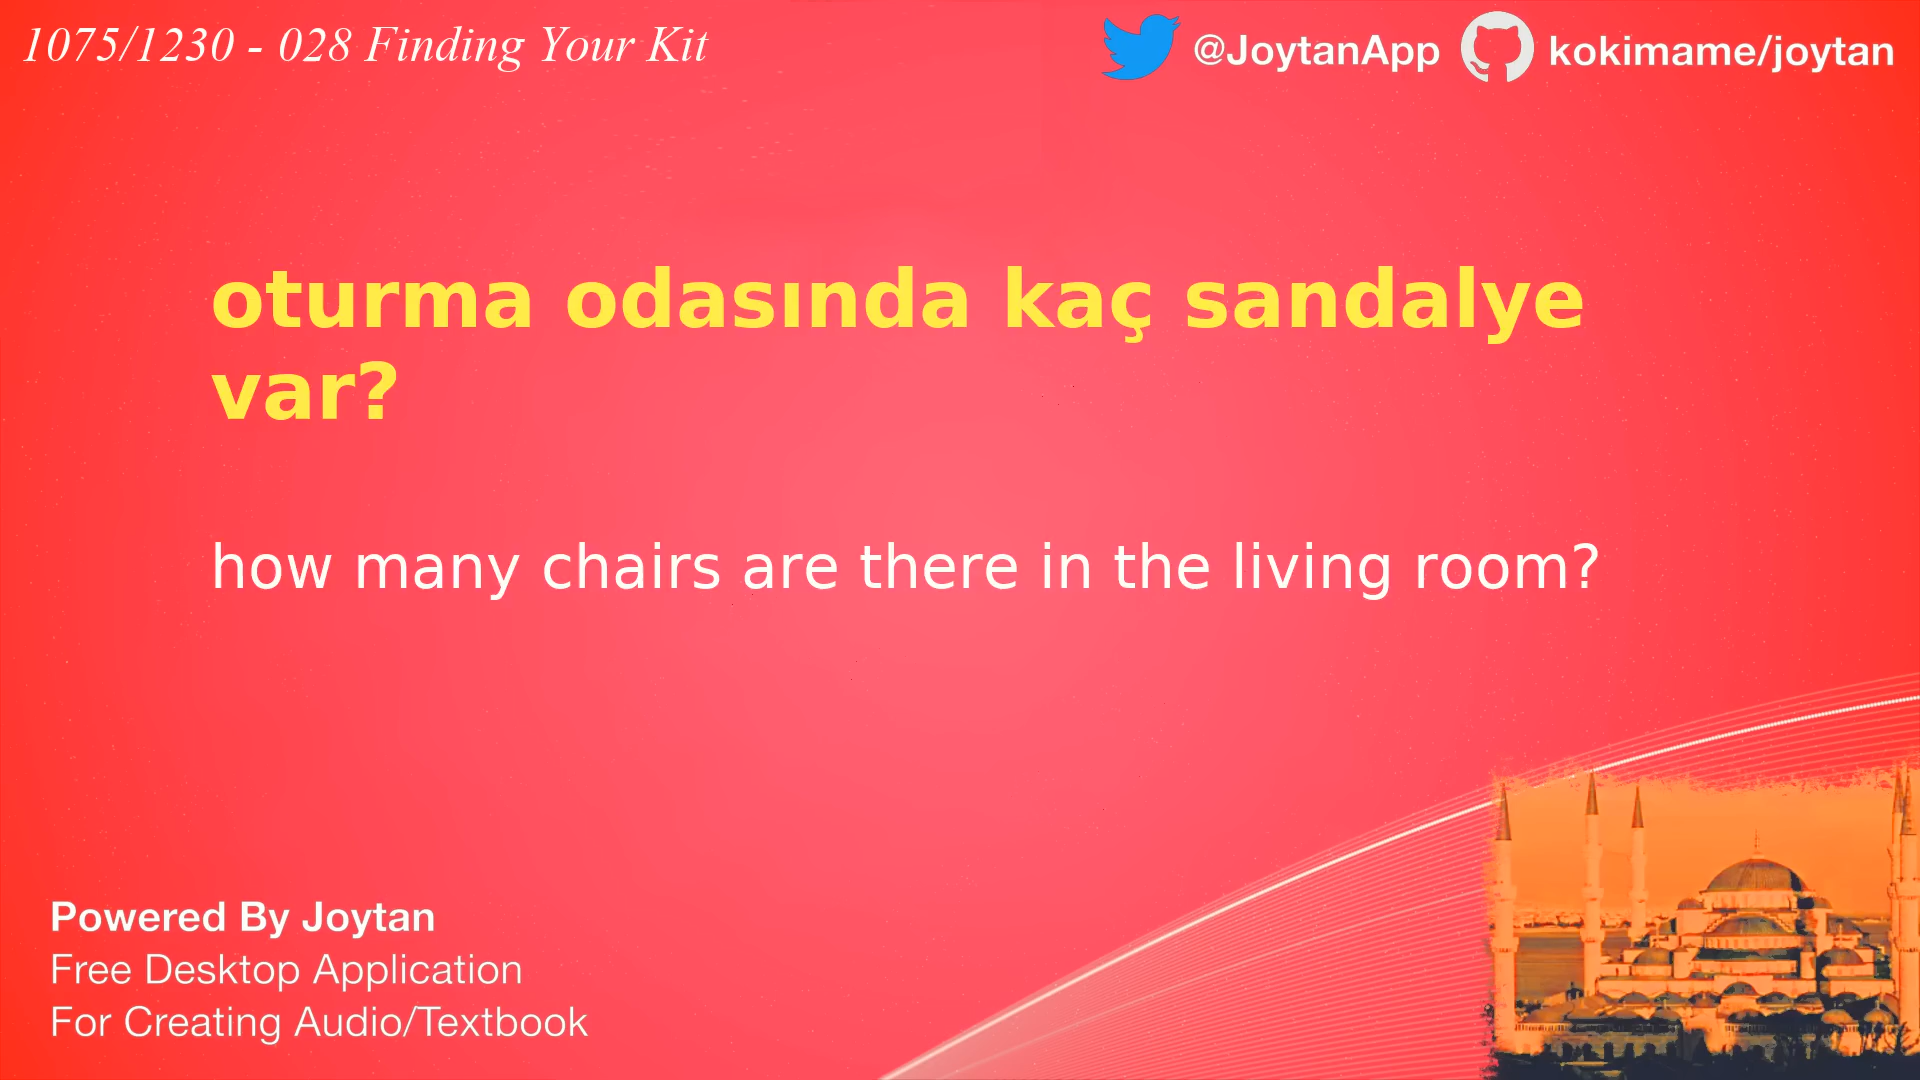 1075/1230 - 028 Finding Your Kit
@JoytanApp
kokimame/joytan
oturma odasında kaç sandalye
var?
how many chairs are there in the living room?
Powered By Joytan
Free Desktop Application
For Creating Audio/Textbook